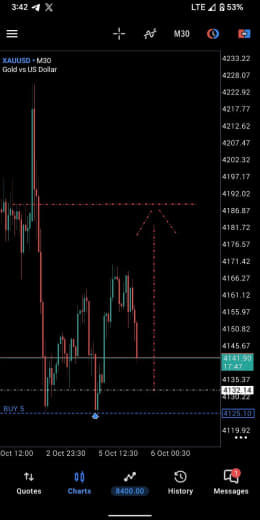 3:42
LTE 53%
M30
XAUUSD • M30
Gold vs US Dollar
4233.22
4228.07
4222.92
4217.77
4212.62
4207.47
4202.32
4197.17
4192.02
4186.87
4181.72
4176.57
4171.42
4166.27
4161.12
4155.97
4150.82
4145.67
4141.90
17:47
4135.37
4132.14
4130.22
BUY 5
4125.10
4119.92
Oct 12:00
2 Oct 23:30
5 Oct 12:30
6 Oct 00:30
Quotes
Charts
8400.00
History
Messages